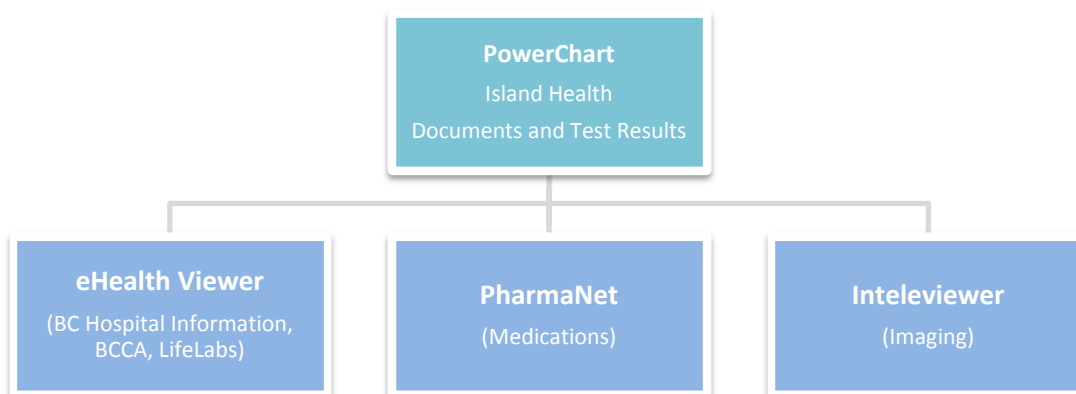 PowerChart
Island Health
Documents and Test Results
eHealth Viewer
(BC Hospital Information,
BCCA, LifeLabs)
PharmaNet
(Medications)
Inteleviewer
(Imaging)